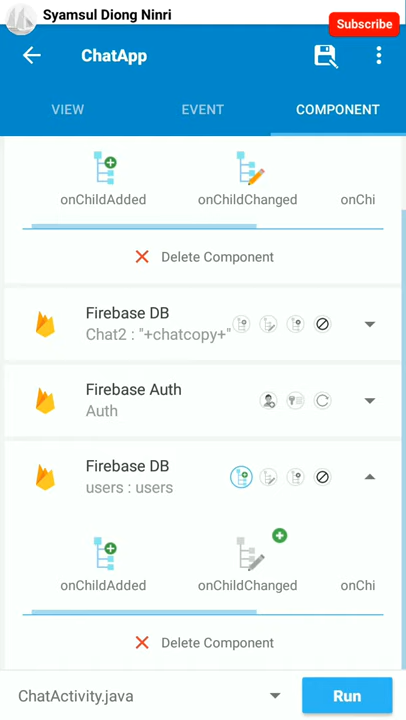 Syamsul Diong Ninri
Subscribe
ChatApp
VIEW EVENT COMPONENT
onChildAdded onChildChanged onChi
Delete Component
Firebase DB
Chat2 : "+chatcopy+"
Firebase Auth
Auth
Firebase DB
users : users
onChildAdded onChildChanged onChi
Delete Component
ChatActivity.java Run